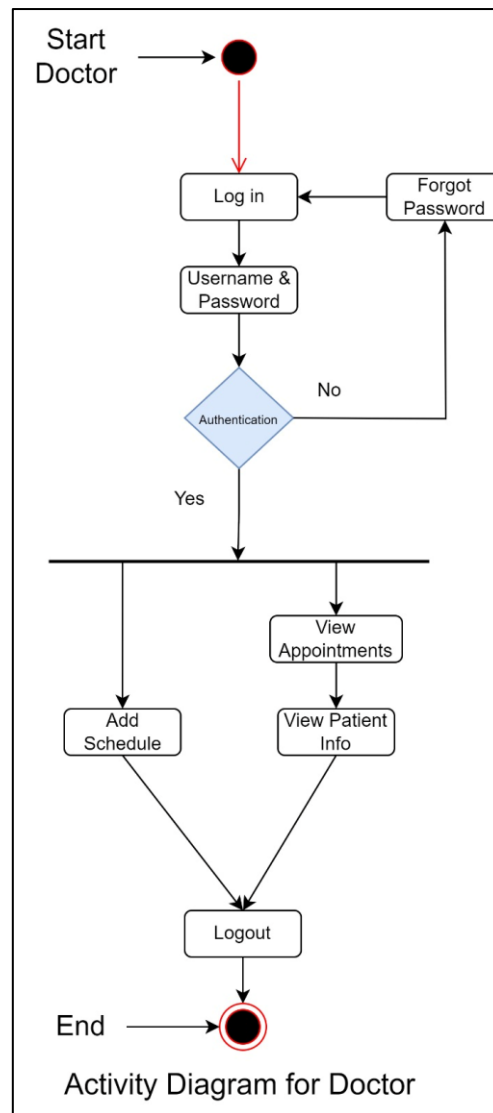 Start
Doctor
Log in
Forgot
Password
Username &
Password
No
Authentication
Yes
View
Appointments
Add
Schedule
View Patient
Info
Logout
End
Activity Diagram for Doctor